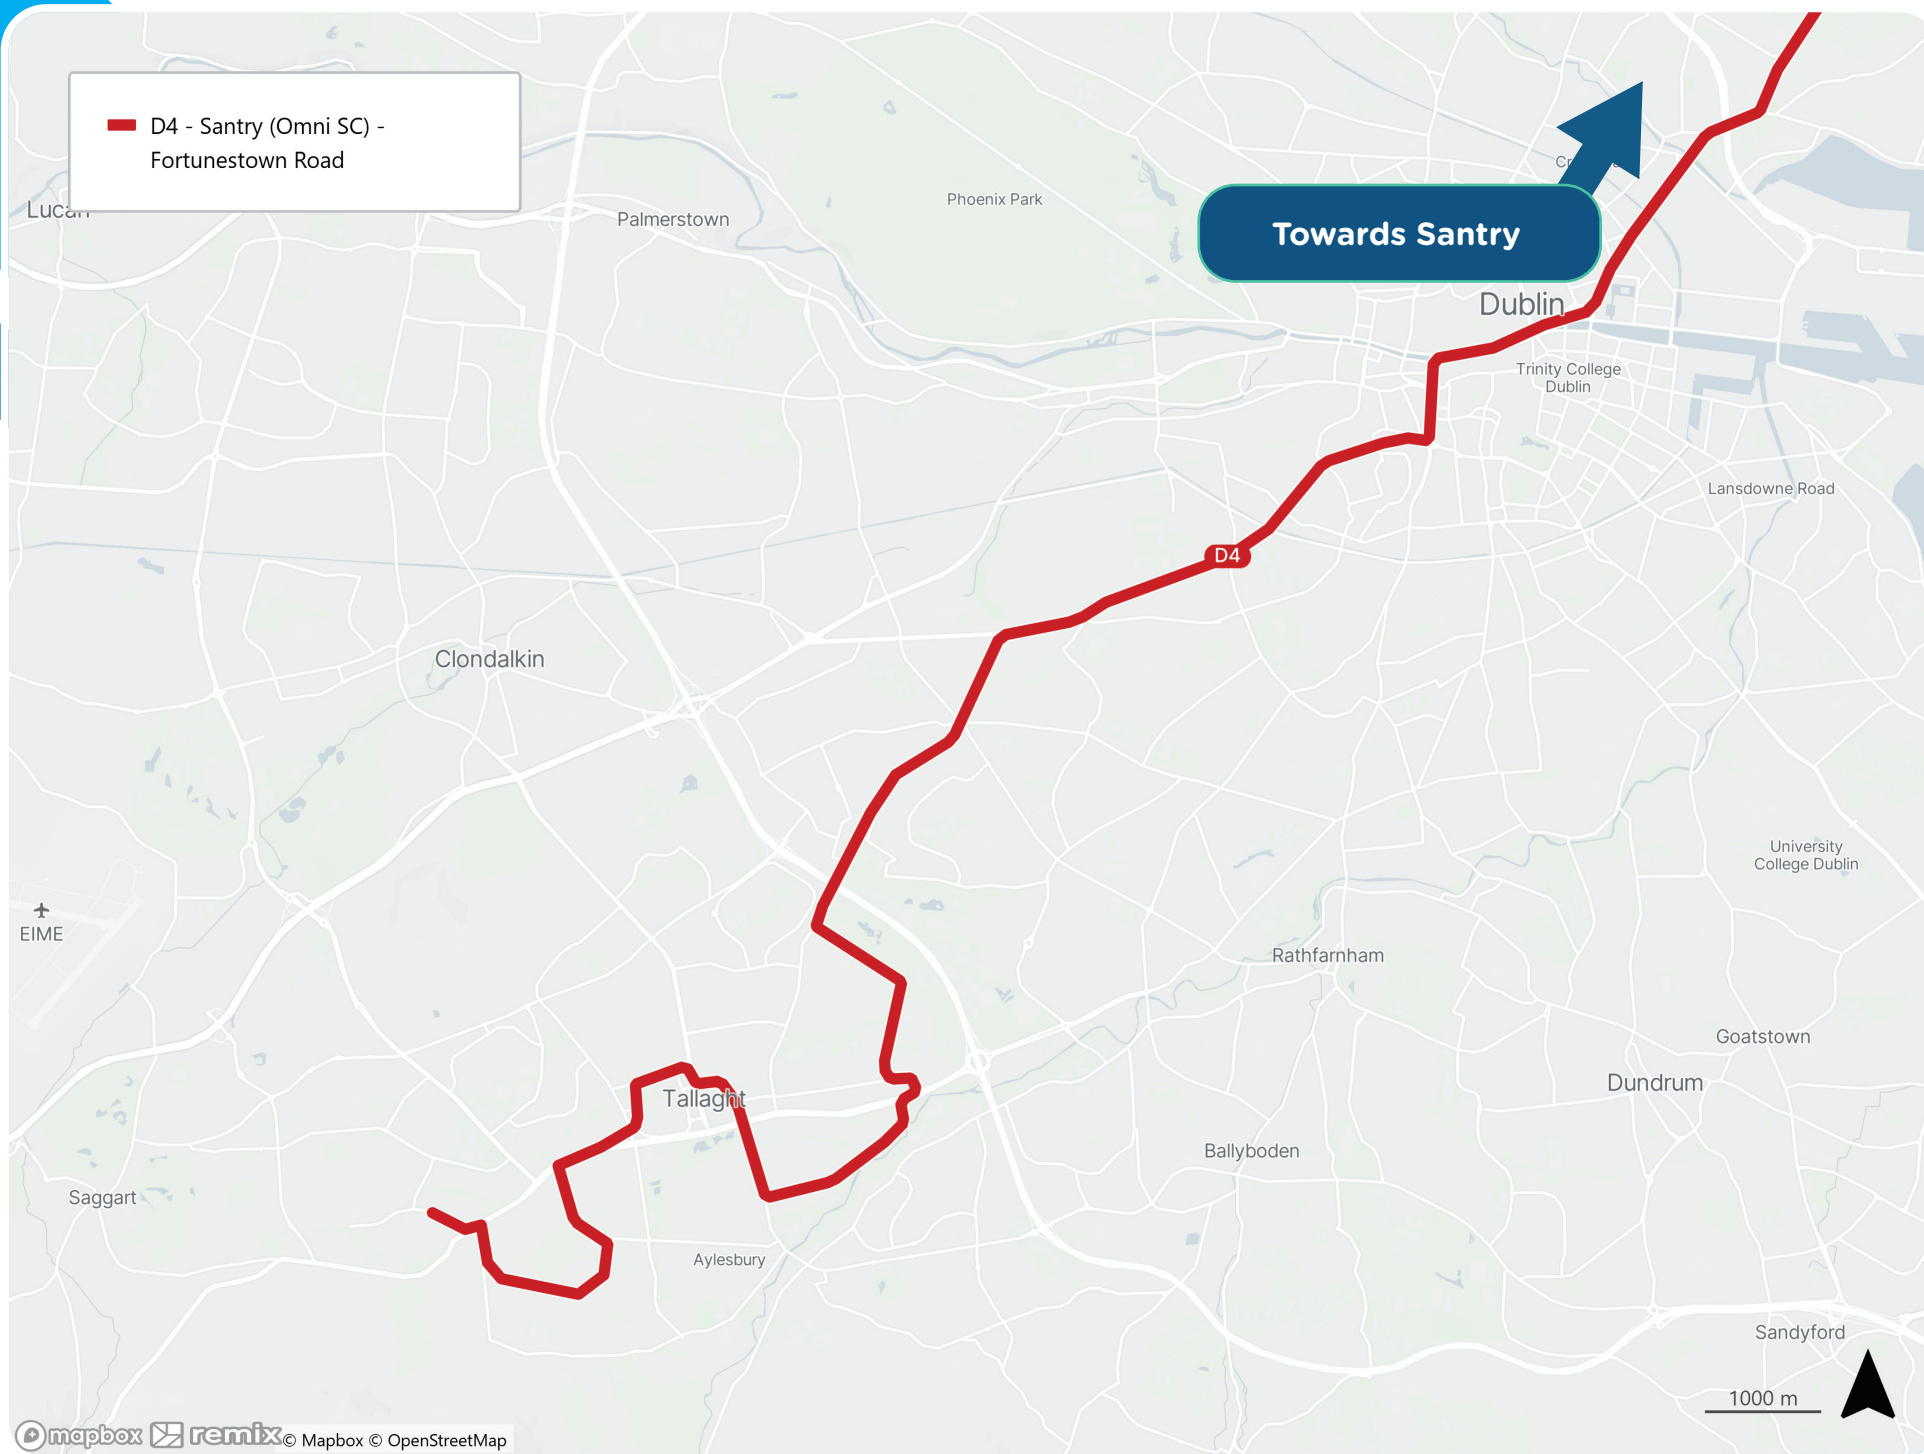 D4 - Santry (Omni SC) -
Fortunestown Road
Lucan
Palmerstown
Phoenix Park
Towards Santry
Dublin
Trinity College
Dublin
Lansdowne Road
D4
Clondalkin
University
College Dublin
EIME
Rathfarnham
Goatstown
Dundrum
Tallaght
Ballyboden
Saggart
Aylesbury
Sandyford
1000 m
mapbox remix © Mapbox © OpenStreetMap